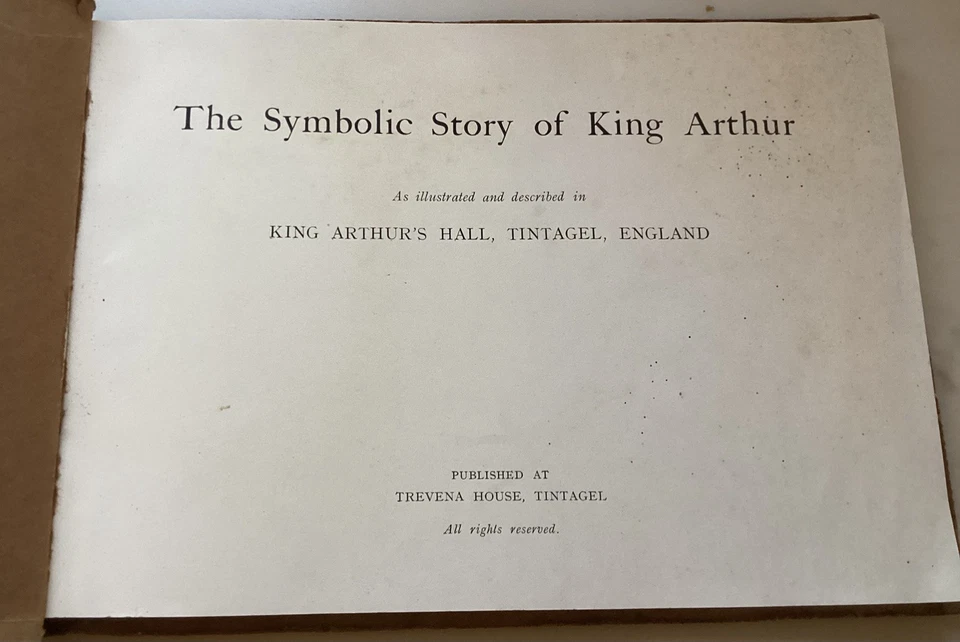 The Symbolic Story of King Arthur
As illustrated and described in
KING ARTHUR'S HALL, TINTAGEL, ENGLAND
PUBLISHED AT
TREVENA HOUSE, TINTAGEL
All rights reserved.